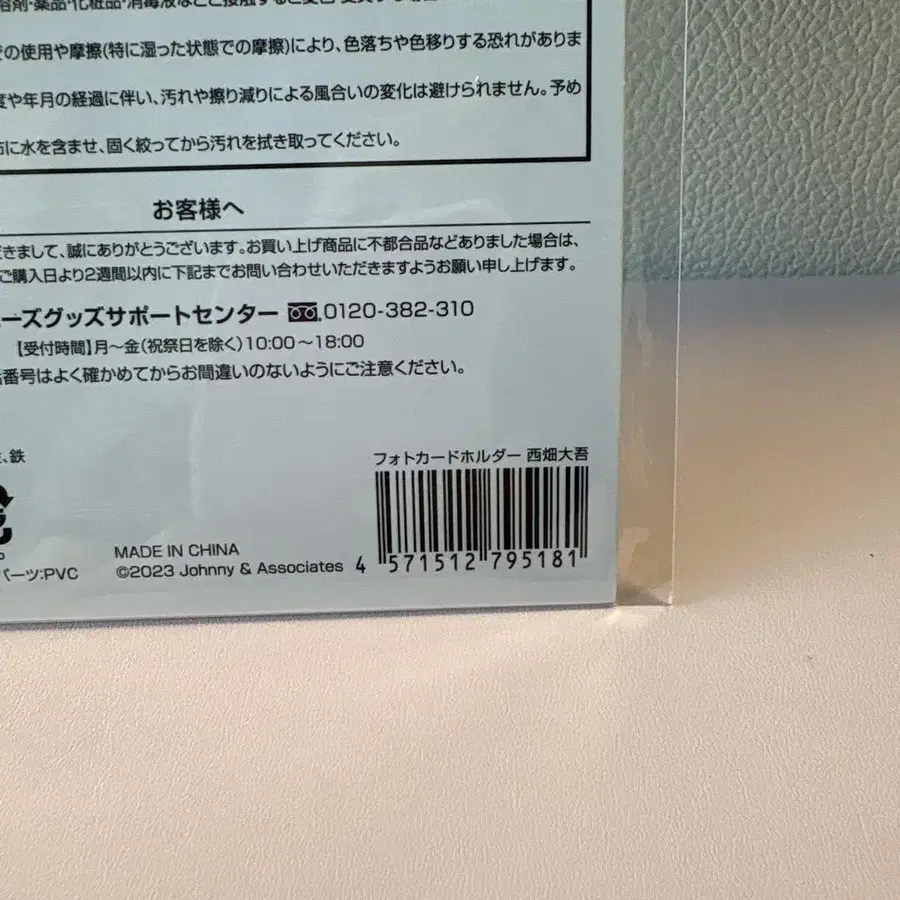 溶剤・薬品・化粧品・消毒液などと接触すると変色・変質する場合
での使用や摩擦(特に湿った状態での摩擦)により、色落ちや色移りする恐れがありま
度や年月の経過に伴い、汚れや擦り減りによる風合いの変化は避けられません。予め
布に水を含ませ、固く絞ってから汚れを拭き取ってください。
お客様へ
だきまして、誠にありがとうございます。お買い上げ商品に不都合品などありました場合は、
ご購入日より2週間以内に下記までお問い合わせいただきますようお願い申し上げます。
ーズグッズサポートセンター 0120-382-310
【受付時間】月〜金(祝祭日を除く)10:00〜18:00
番号はよく確かめてからお間違いのないようにご注意ください。
、鉄
フォトカードホルダー 西畑大吾
MADE IN CHINA
パーツ:PVC
©2023 Johnny & Associates
4 571512 795181